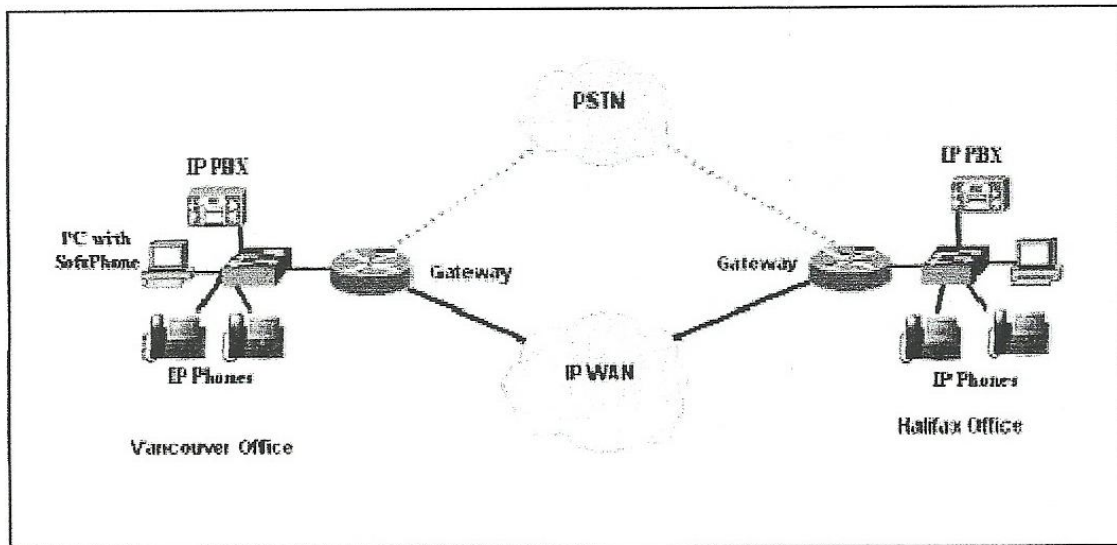 PSTN
IP PBX
IP PBX
PC with
SoftPhone
Gateway
Gateway
IP Phones
IP WAN
IP Phones
Vancouver Office
Halifax Office